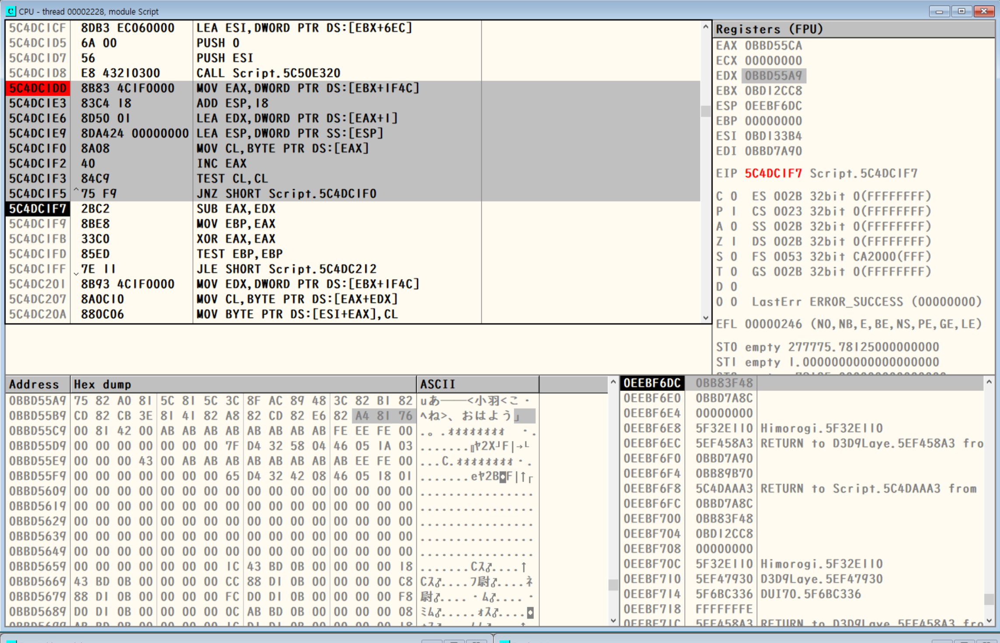 CPU - thread 00002228, module Script
5C4DC1CF 8DB3 EC060000 LEA ESI,DWORD PTR DS:[EBX+6EC]
5C4DC1D5 6A 00 PUSH 0
5C4DC1D7 56 PUSH ESI
5C4DC1D8 E8 43210300 CALL Script.5C50E320
5C4DC1DD 8B83 4C1F0000 MOV EAX,DWORD PTR DS:[EBX+1F4C]
5C4DC1E3 83C4 18 ADD ESP,18
5C4DC1E6 8D50 01 LEA EDX,DWORD PTR DS:[EAX+1]
5C4DC1E9 8DA424 00000000 LEA ESP,DWORD PTR SS:[ESP]
5C4DC1F0 8A08 MOV CL,BYTE PTR DS:[EAX]
5C4DC1F2 40 INC EAX
5C4DC1F3 84C9 TEST CL,CL
5C4DC1F5 ^75 F9 JNZ SHORT Script.5C4DC1F0
5C4DC1F7 2BC2 SUB EAX,EDX
5C4DC1F9 8BE8 MOV EBP,EAX
5C4DC1FB 33C0 XOR EAX,EAX
5C4DC1FD 85ED TEST EBP,EBP
5C4DC1FF 7E 11 JLE SHORT Script.5C4DC212
5C4DC201 8B93 4C1F0000 MOV EDX,DWORD PTR DS:[EBX+1F4C]
5C4DC207 8A0C10 MOV CL,BYTE PTR DS:[EAX+EDX]
5C4DC20A 880C06 MOV BYTE PTR DS:[ESI+EAX],CL
Registers (FPU)
EAX 0BBD55CA
ECX 00000000
EDX 0BBD55A9
EBX 0BD12CC8
ESP 0EEBF6DC
EBP 00000000
ESI 0BD133B4
EDI 0BBD7A90
EIP 5C4DC1F7 Script.5C4DC1F7
C 0 ES 002B 32bit 0(FFFFFFFF)
P 1 CS 0023 32bit 0(FFFFFFFF)
A 0 SS 002B 32bit 0(FFFFFFFF)
Z 1 DS 002B 32bit 0(FFFFFFFF)
S 0 FS 0053 32bit CA2000(FFF)
T 0 GS 002B 32bit 0(FFFFFFFF)
D 0
O 0 LastErr ERROR_SUCCESS (00000000)
EFL 00000246 (NO,NB,E,BE,NS,PE,GE,LE)
ST0 empty 277775.78125000000000
ST1 empty 1.0000000000000000000
Address Hex dump ASCII
0BBD55A9 75 82 A0 81 5C 81 5C 3C 8F AC 89 48 3C 82 B1 82 uあ――<小羽<こ・
0BBD55B9 CD 82 CB 3E 81 41 82 A8 82 CD 82 E6 82 A4 81 76 ヘね>、おはよう」
0BBD55C9 00 81 42 00 AB AB AB AB AB AB AB AB FE EE FE 00 .。.ォォォォォォォォ ・.
0BBD55D9 00 00 00 00 00 00 7F D4 32 58 04 46 05 1A 03
0BBD55E9 00 00 00 43 00 AB AB AB AB AB AB AB AB EE FE 00 ...C.ォォォォォォォォ・.
0BBD55F9 00 00 00 00 00 00 00 65 D4 32 42 08 46 05 18 01
0BBD5609 00 00 00 00 00 00 00 00 00 00 00 00 00 00 00 00 ................
0BBD5619 00 00 00 00 00 00 00 00 00 00 00 00 00 00 00 00 ................
0BBD5629 00 00 00 00 00 00 00 00 00 00 00 00 00 00 00 00 ................
0BBD5639 00 00 00 00 00 00 00 00 00 00 00 00 00 00 00 00 ................
0BBD5649 00 00 00 00 00 00 00 00 00 00 00 00 00 00 00 00 ................
0BBD5659 00 00 00 00 00 00 00 1C 43 BD 0B 00 00 00 00 18 .......Cス♂....↑
0BBD5669 43 BD 0B 00 00 00 00 CC 88 D1 0B 00 00 00 00 C8 Cス♂....フ尉♂....ネ
0BBD5679 88 D1 0B 00 00 00 00 FC D0 D1 0B 00 00 00 00 F8 尉♂....・ム♂....・
0BBD5689 D0 D1 0B 00 00 00 00 0C AB BD 0B 00 00 00 00 08 ミム♂.....ォス♂....
0EEBF6DC 0BB83F48
0EEBF6E0 0BBD7A8C
0EEBF6E4 00000000
0EEBF6E8 5F32E110 Himorogi.5F32E110
0EEBF6EC 5EF458A3 RETURN to D3D9Laye.5EF458A3 fro
0EEBF6F0 0BBD7A90
0EEBF6F4 0BB89B70
0EEBF6F8 5C4DAAA3 RETURN to Script.5C4DAAA3 from
0EEBF6FC 0BBD7A8C
0EEBF700 0BB83F48
0EEBF704 0BD12CC8
0EEBF708 00000000
0EEBF70C 5F32E110 Himorogi.5F32E110
0EEBF710 5EF47930 D3D9Laye.5EF47930
0EEBF714 5F6BC336 DUI70.5F6BC336
0EEBF718 FFFFFFFE
0EEBF71C 5EF458A3 RETURN to D3D9Laye.5EF458A3 fro